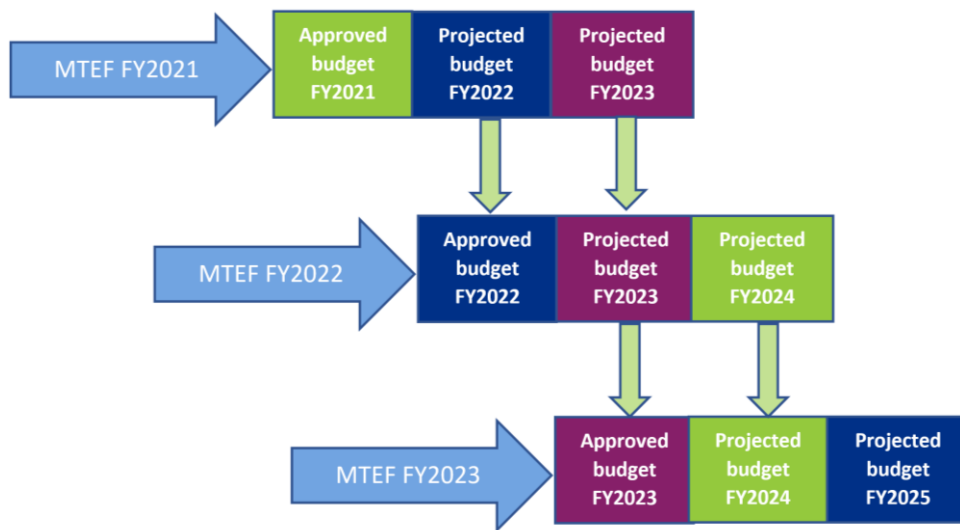 MTEF FY2021
Approved
budget
FY2021
Projected
budget
FY2022
Projected
budget
FY2023
MTEF FY2022
Approved
budget
FY2022
Projected
budget
FY2023
Projected
budget
FY2024
MTEF FY2023
Approved
budget
FY2023
Projected
budget
FY2024
Projected
budget
FY2025